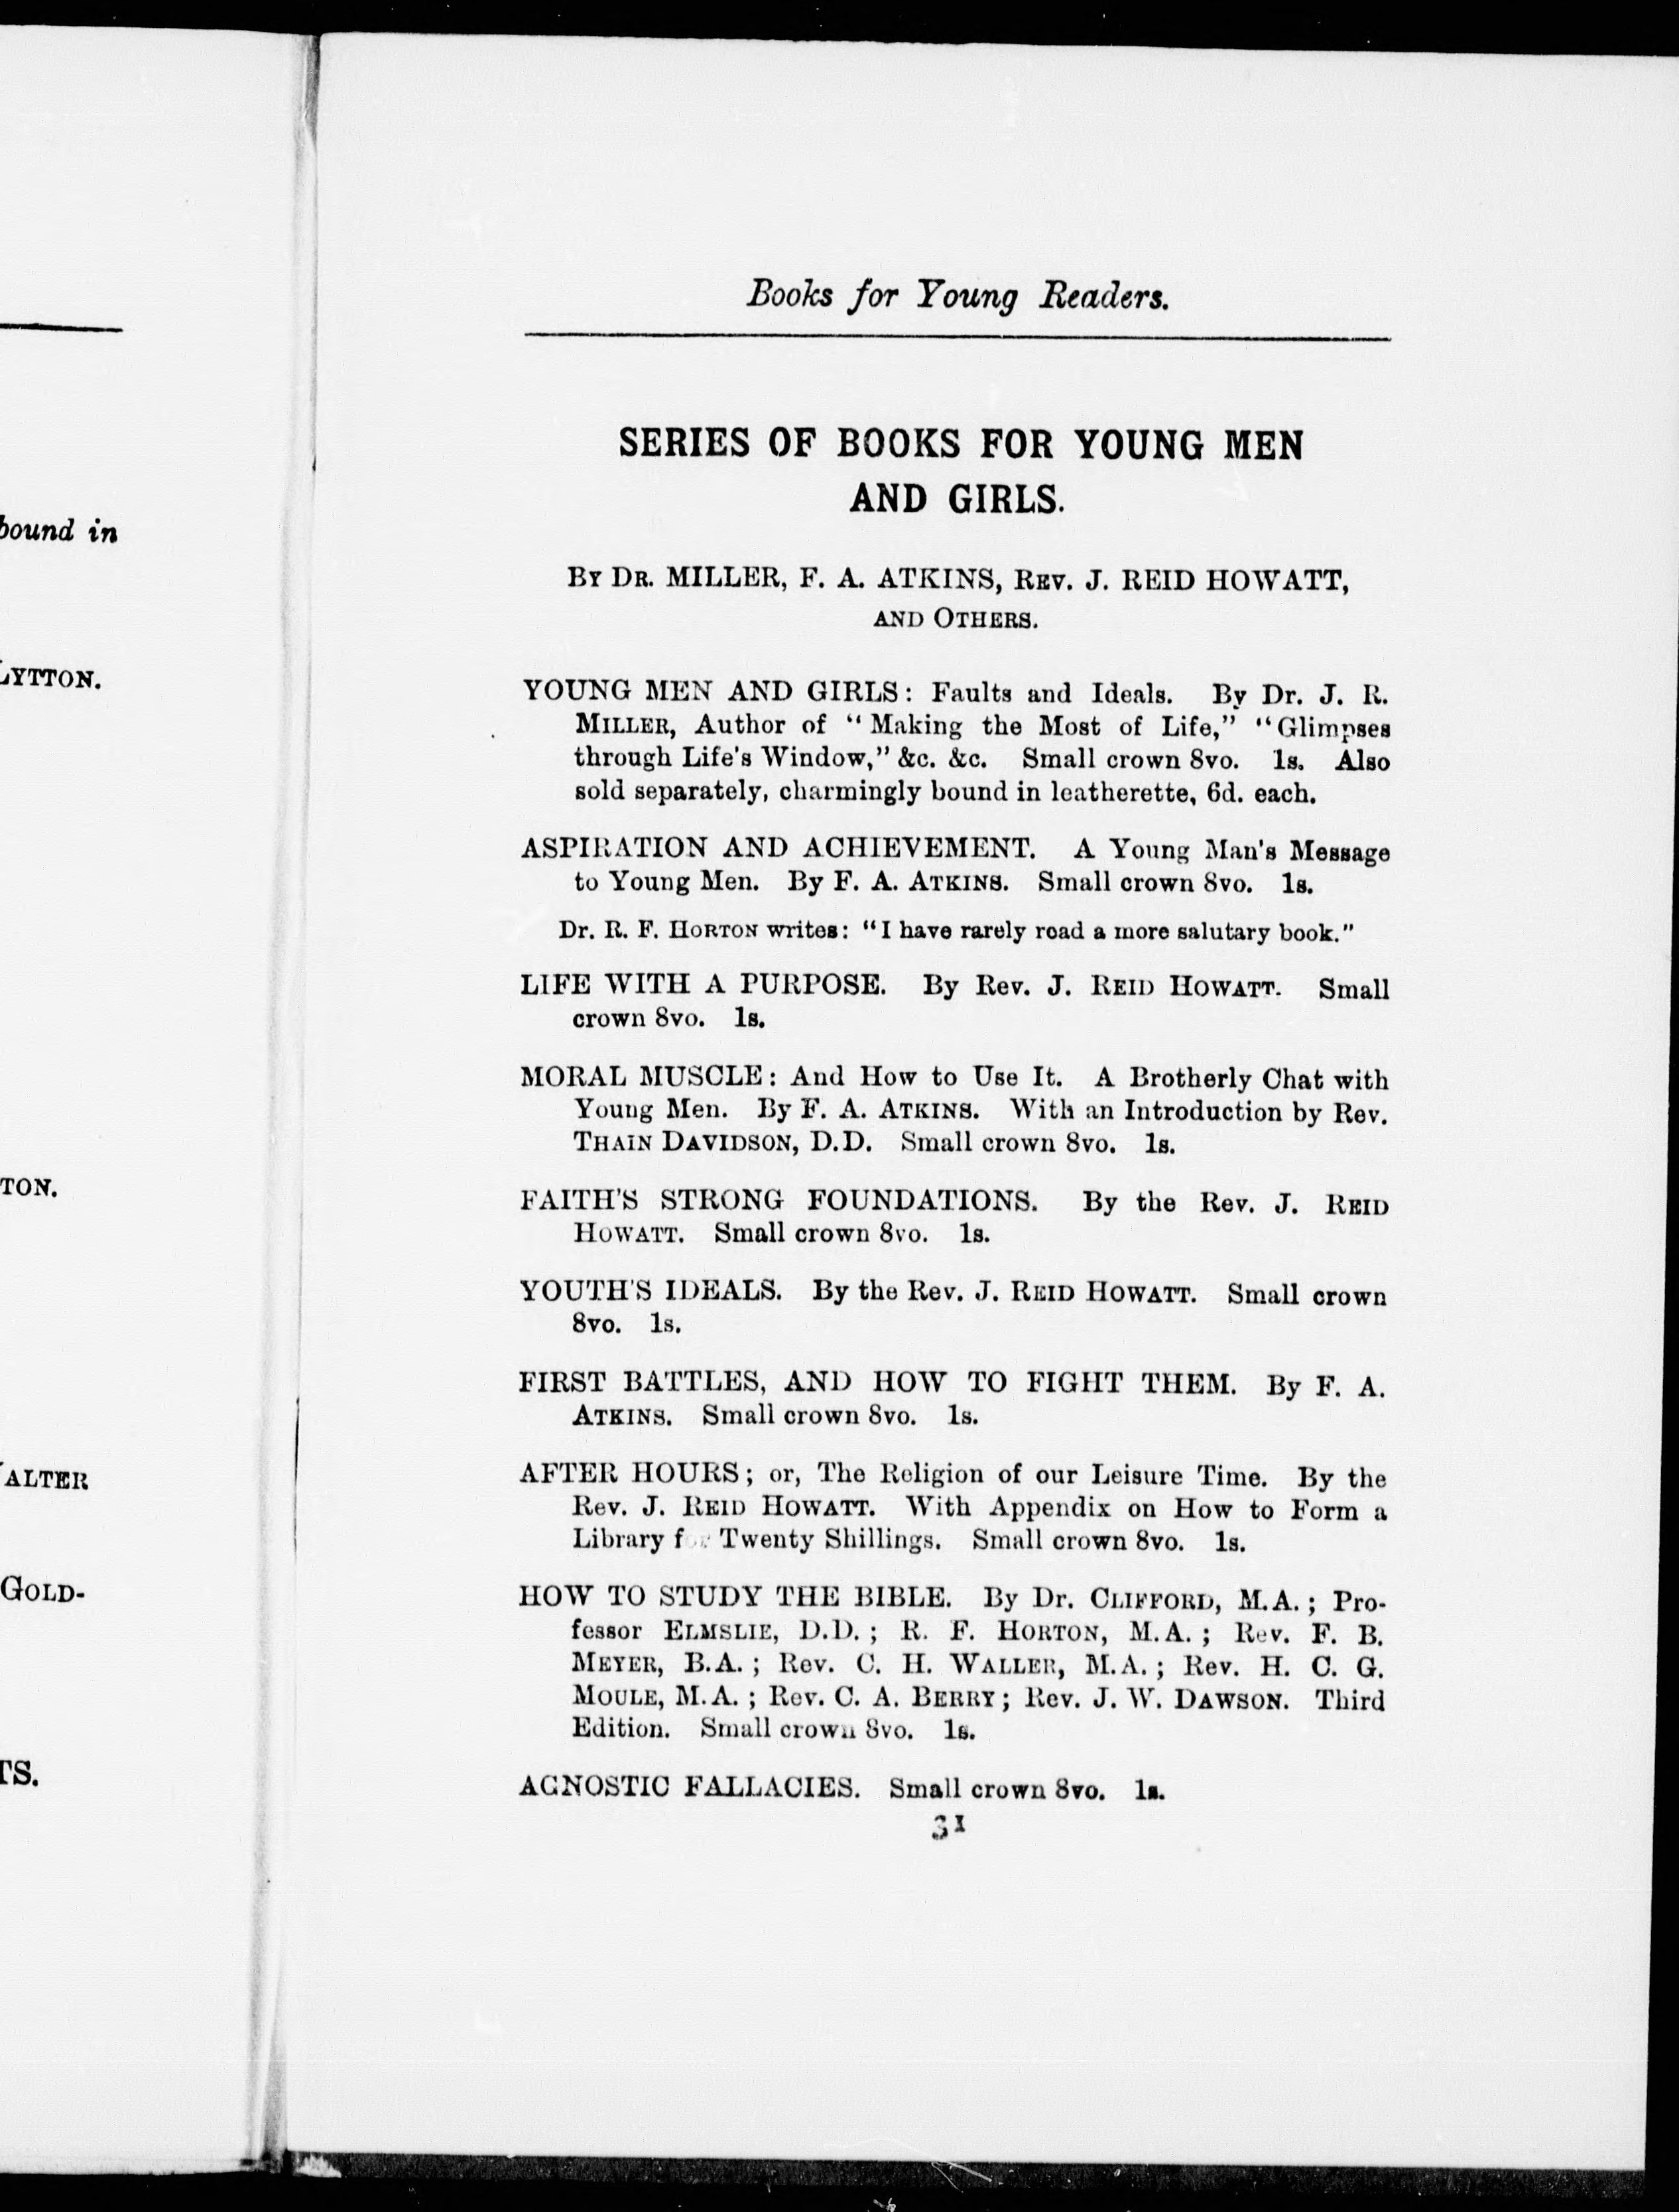 bound in
LYTTON.
TON.
ALTER
GOLD-
TS.
Books for Young Readers.
SERIES OF BOOKS FOR YOUNG MEN
AND GIRLS.
BY DR. MILLER, F. A. ATKINS, REV. J. REID HOWATT,
AND OTHERS.
YOUNG MEN AND GIRLS: Faults and Ideals. By Dr. J. R.
MILLER, Author of "Making the Most of Life," "Glimpses
through Life's Window," &c. &c. Small crown 8vo. 1s. Also
sold separately, charmingly bound in leatherette, 6d. each.
ASPIRATION AND ACHIEVEMENT. A Young Man's Message
to Young Men. By F. A. ATKINS. Small crown 8vo. 1s.
Dr. R. F. HORTON writes: "I have rarely read a more salutary book."
LIFE WITH A PURPOSE. By Rev. J. REID HOWATT. Small
crown 8vo. 1s.
MORAL MUSCLE: And How to Use It. A Brotherly Chat with
Young Men. By F. A. ATKINS. With an Introduction by Rev.
THAIN DAVIDSON, D.D. Small crown 8vo. 1s.
FAITH'S STRONG FOUNDATIONS. By the Rev. J. REID
HOWATT. Small crown 8vo. 1s.
YOUTH'S IDEALS. By the Rev. J. REID HOWATT. Small crown
8vo. 1s.
FIRST BATTLES, AND HOW TO FIGHT THEM. By F. A.
ATKINS. Small crown 8vo. 1s.
AFTER HOURS; or, The Religion of our Leisure Time. By the
Rev. J. REID HOWATT. With Appendix on How to Form a
Library for Twenty Shillings. Small crown 8vo. 1s.
HOW TO STUDY THE BIBLE. By Dr. CLIFFORD, M.A.; Pro-
fessor ELMSLIE, D.D.; R. F. HORTON, M.A.; Rev. F. B.
MEYER, B.A.; Rev. C. H. WALLER, M.A.; Rev. H. C. G.
MOULE, M.A.; Rev. C. A. BERRY; Rev. J. W. DAWSON. Third
Edition. Small crown 8vo. 1s.
AGNOSTIC FALLACIES. Small crown 8vo. 1s.
31